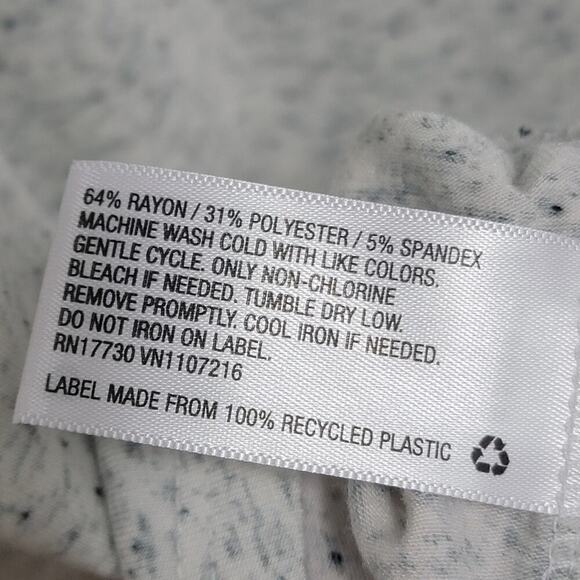 64% RAYON / 31% POLYESTER / 5% SPANDEX
MACHINE WASH COLD WITH LIKE COLORS.
GENTLE CYCLE. ONLY NON-CHLORINE
BLEACH IF NEEDED. TUMBLE DRY LOW.
REMOVE PROMPTLY. COOL IRON IF NEEDED.
DO NOT IRON ON LABEL.
RN17730 VN1107216
LABEL MADE FROM 100% RECYCLED PLASTIC